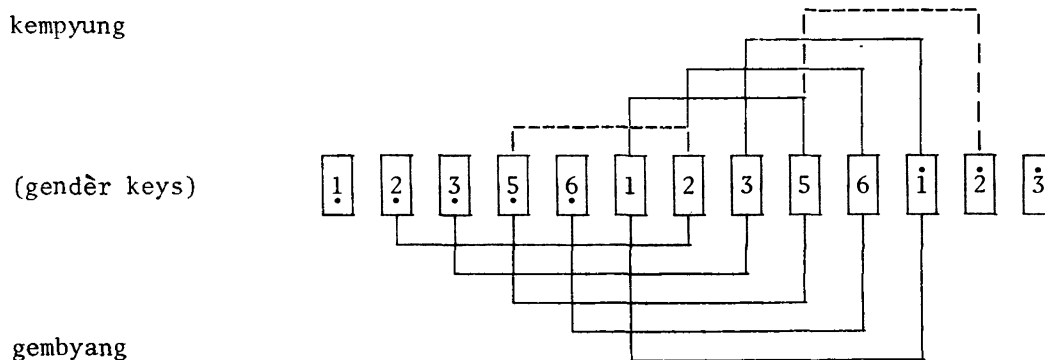 kempyung
(gendèr keys) 1̣ 2̣ 3̣ 5̣ 6̣ 1 2 3 5 6 1̇ 2̇ 3̇
gembyang